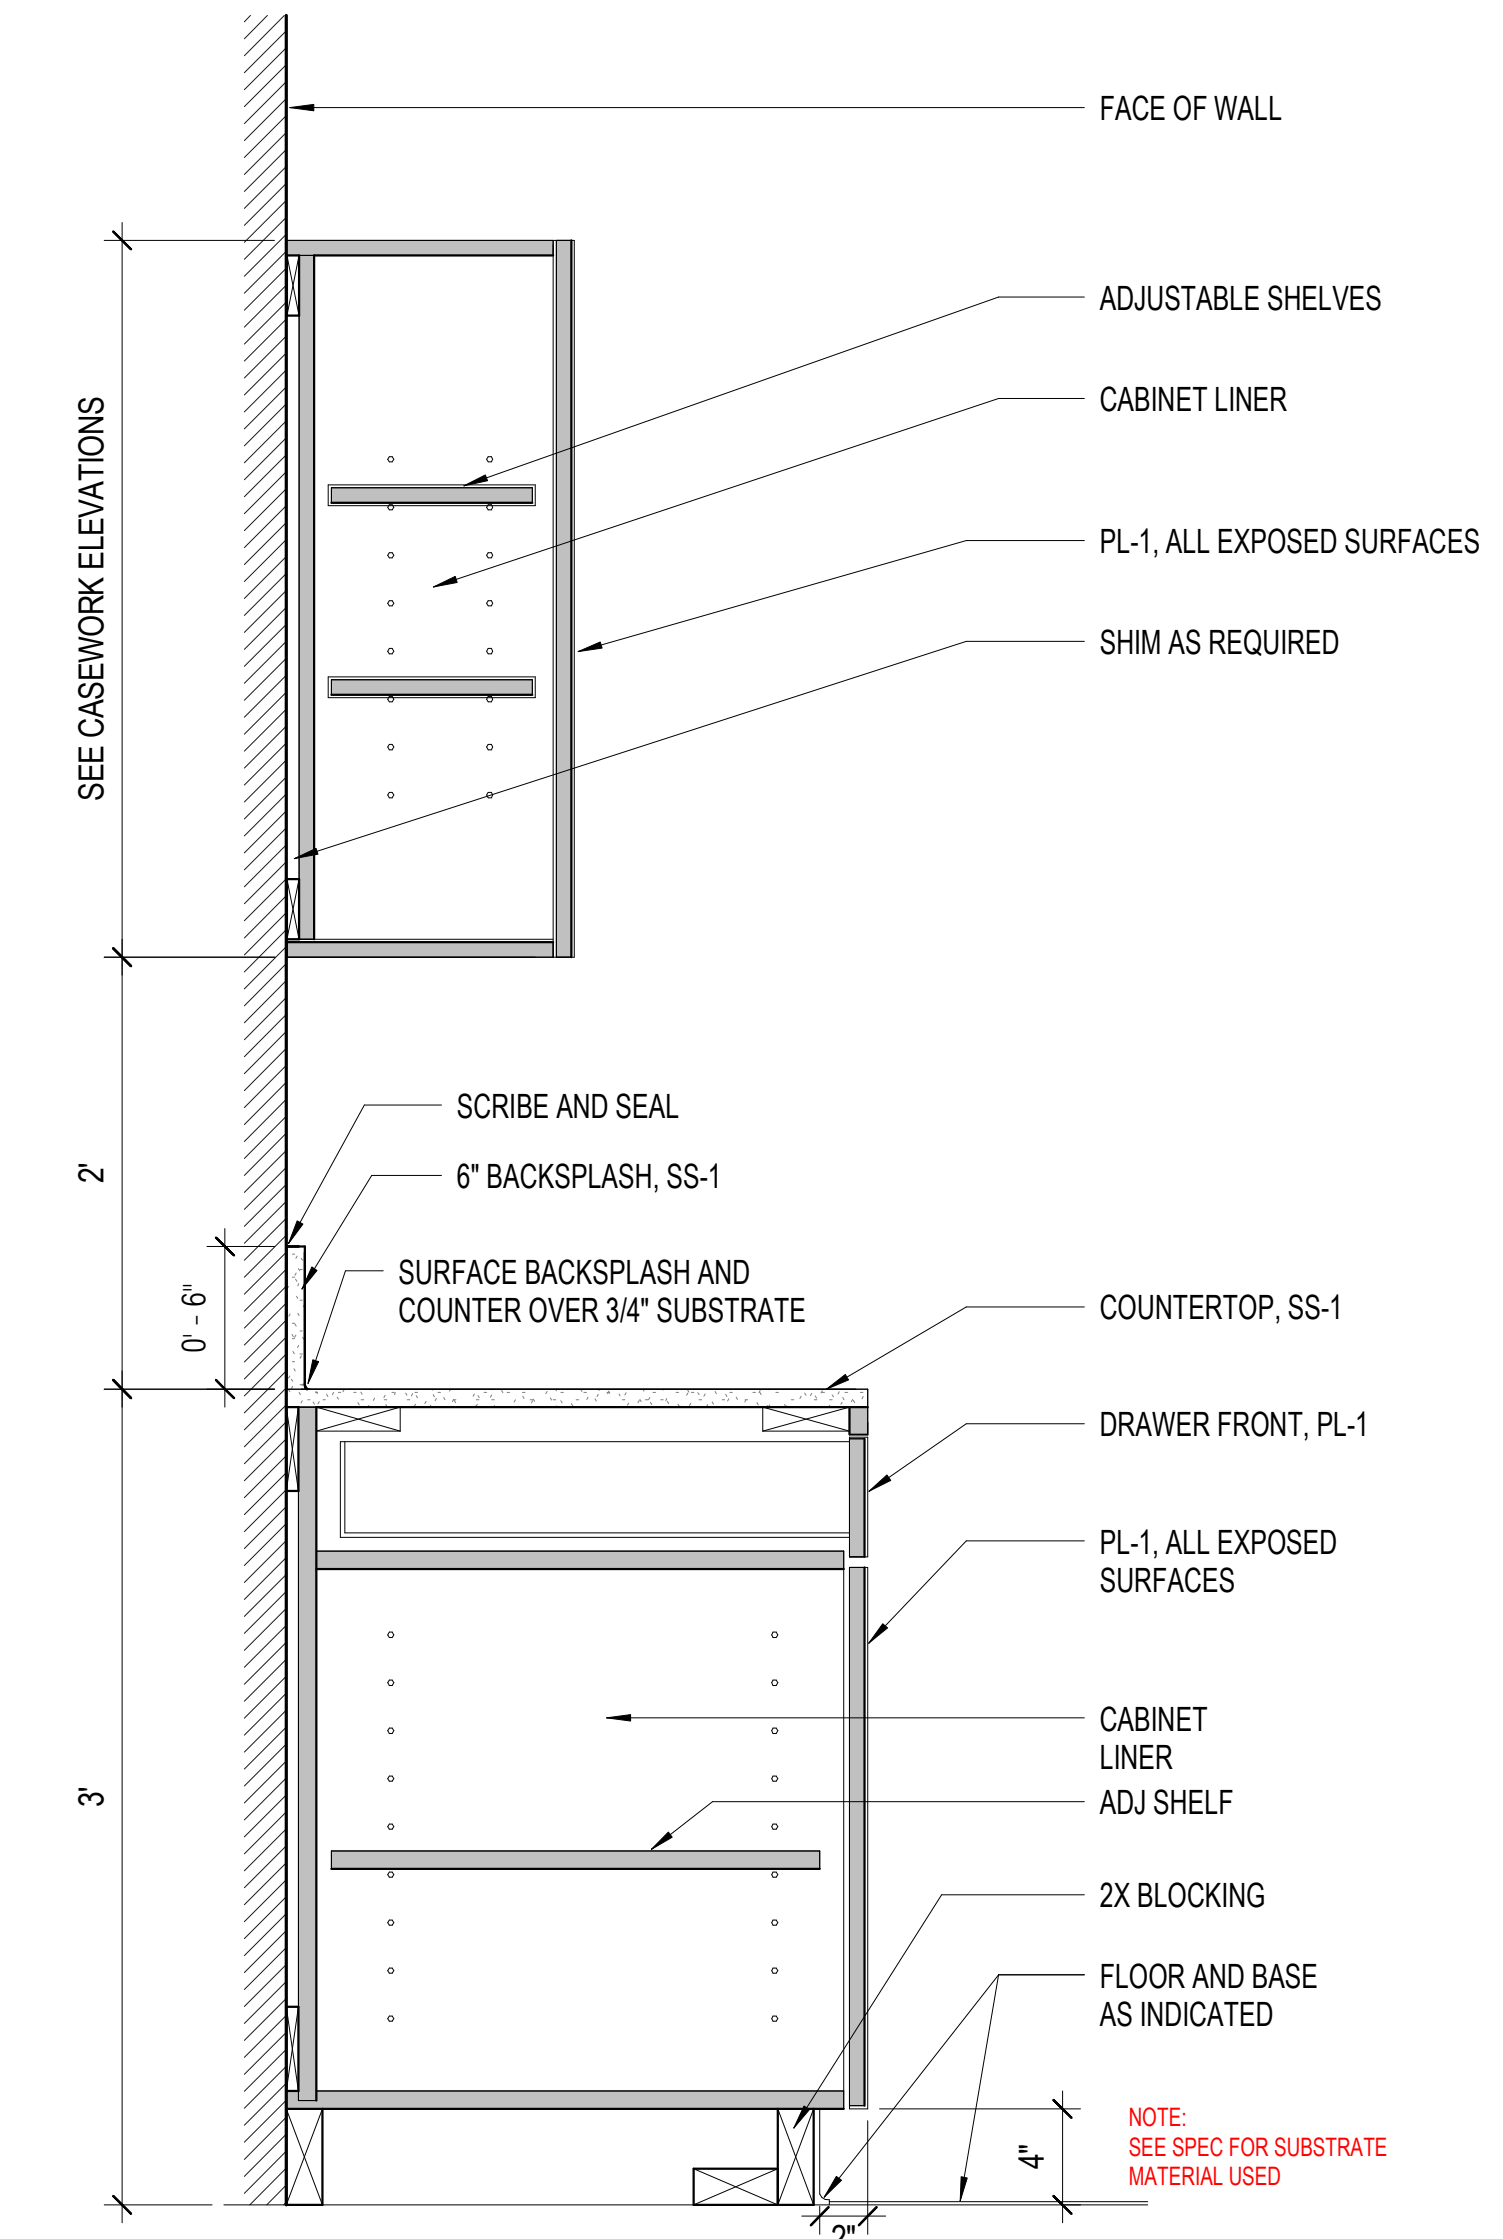 FACE OF WALL
ADJUSTABLE SHELVES
CABINET LINER
PL-1, ALL EXPOSED SURFACES
SHIM AS REQUIRED
SEE CASEWORK ELEVATIONS
2'
SCRIBE AND SEAL
6" BACKSPLASH, SS-1
0' - 6"
SURFACE BACKSPLASH AND
COUNTER OVER 3/4" SUBSTRATE
COUNTERTOP, SS-1
DRAWER FRONT, PL-1
PL-1, ALL EXPOSED
SURFACES
CABINET
LINER
ADJ SHELF
3'
2X BLOCKING
FLOOR AND BASE
AS INDICATED
4"
NOTE:
SEE SPEC FOR SUBSTRATE
MATERIAL USED
2"